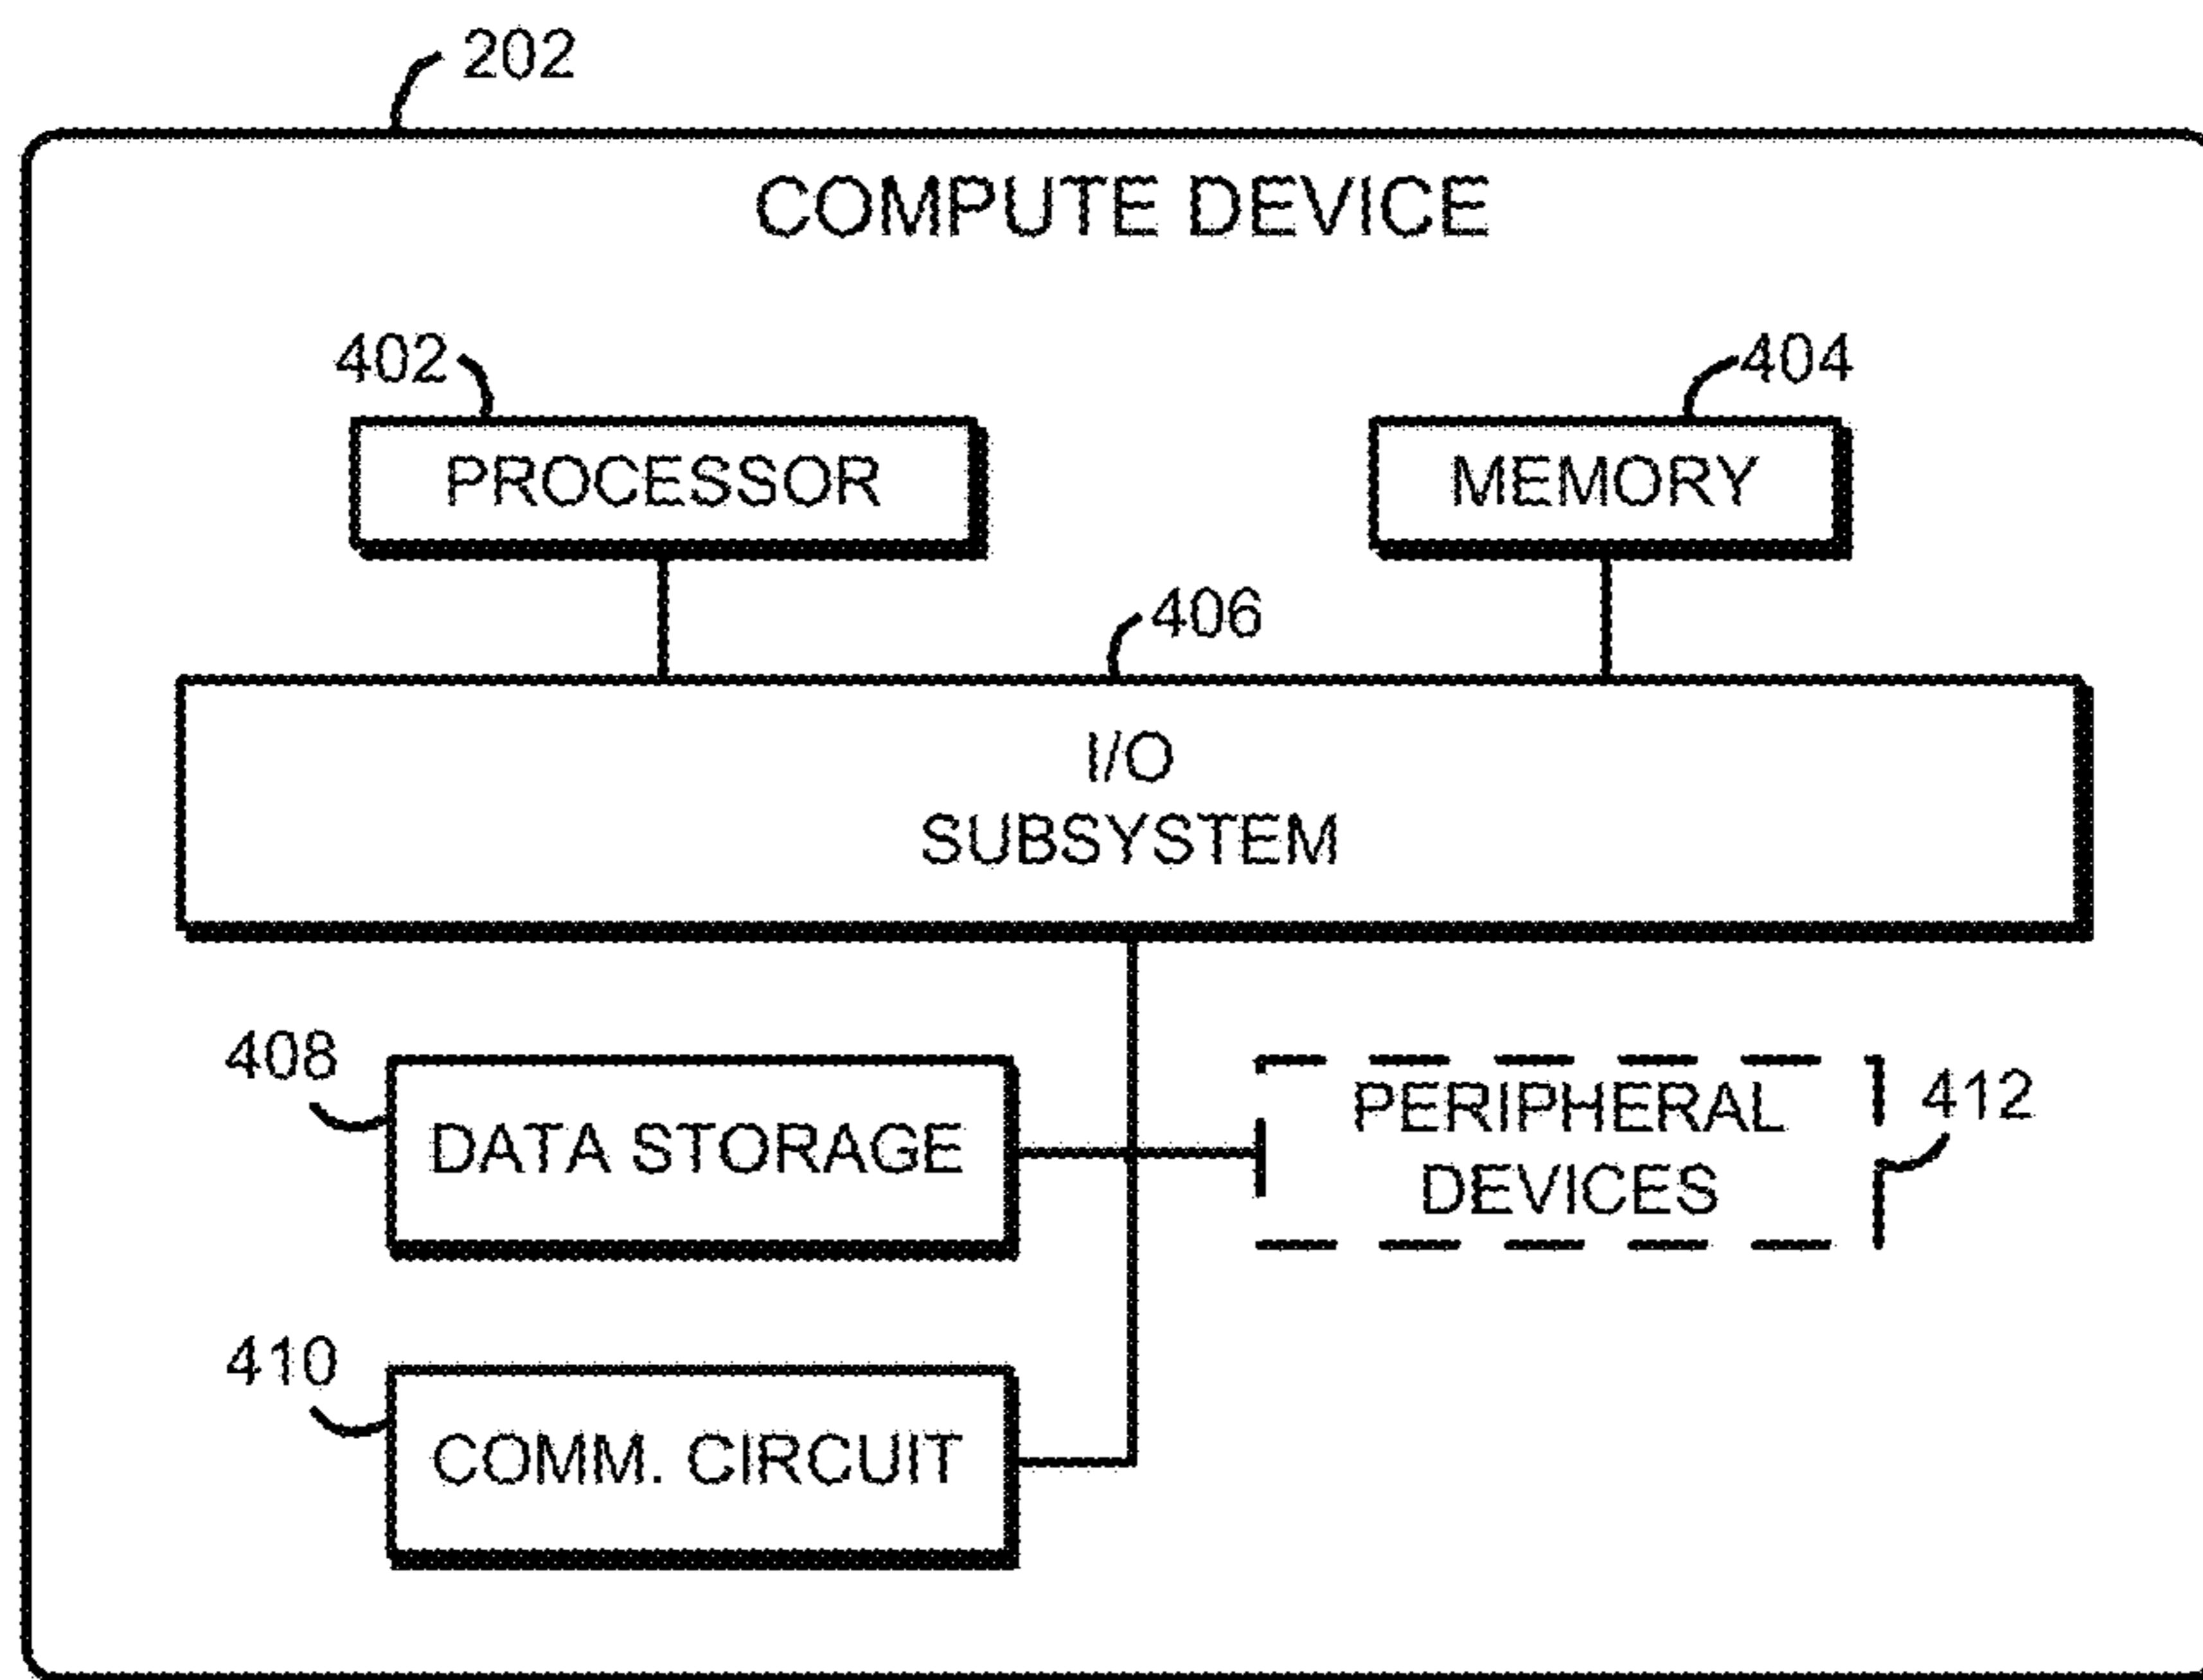 202
COMPUTE DEVICE
402
404
PROCESSOR
MEMORY
406
I/O
SUBSYSTEM
408
DATA STORAGE
PERIPHERAL
DEVICES
412
410
COMM. CIRCUIT